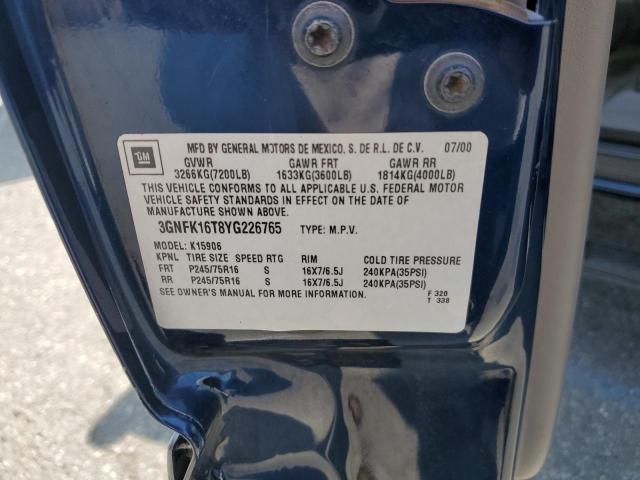 GM
MFD BY GENERAL MOTORS DE MEXICO, S. DE R.L. DE C.V. 07/00
GVWR GAWR FRT GAWR RR
3266KG(7200LB) 1633KG(3600LB) 1814KG(4000LB)
THIS VEHICLE CONFORMS TO ALL APPLICABLE U.S. FEDERAL MOTOR
VEHICLE SAFETY STANDARDS IN EFFECT ON THE DATE OF
MANUFACTURE SHOWN ABOVE.
3GNFK16T8YG226765 TYPE: M.P.V.
MODEL: K15906
KPNL TIRE SIZE SPEED RTG RIM COLD TIRE PRESSURE
FRT P245/75R16 S 16X7/6.5J 240KPA(35PSI)
RR P245/75R16 S 16X7/6.5J 240KPA(35PSI)
SEE OWNER'S MANUAL FOR MORE INFORMATION. F 320
T 338